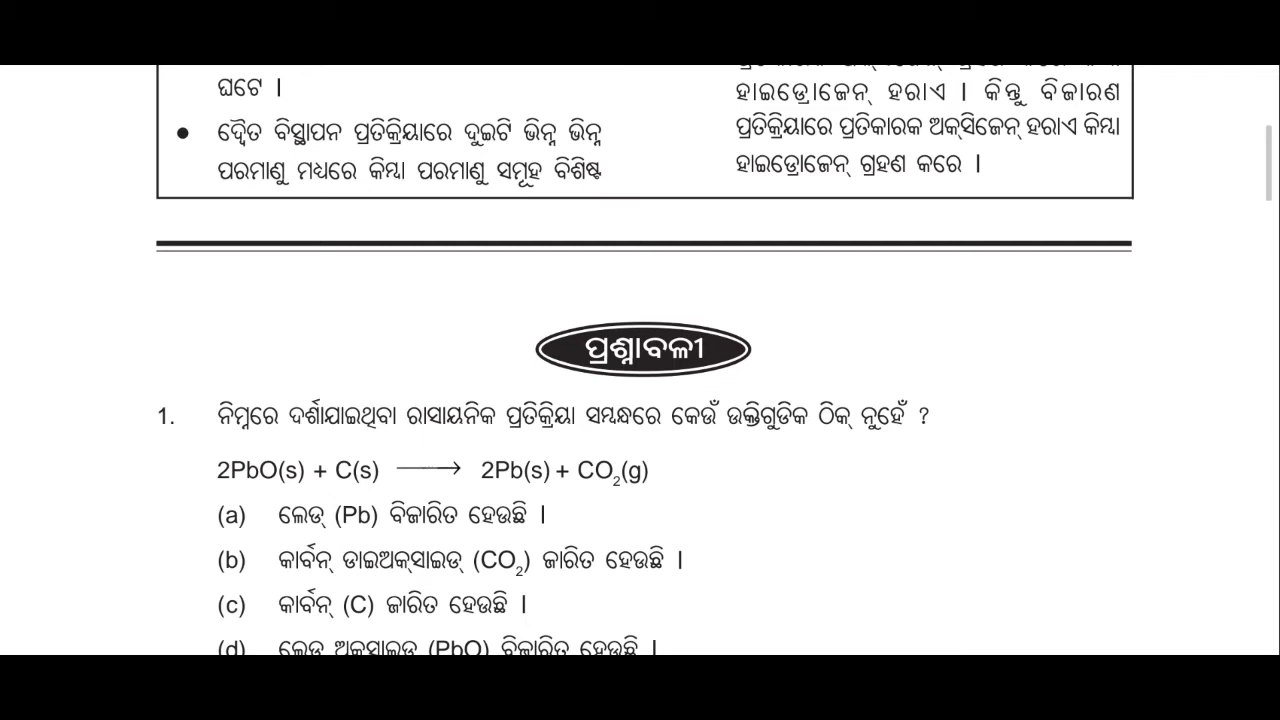 ଘଟେ ।
● ଦ୍ୱୈତ ବିସ୍ଥାପନ ପ୍ରତିକ୍ରିୟାରେ ଦୁଇଟି ଭିନ୍ନ ଭିନ୍ନ
ପରମାଣୁ ମଧ୍ୟରେ କିମ୍ବା ପରମାଣୁ ସମୂହ ବିଶିଷ୍ଟ
ହାଇଡ୍ରୋଜେନ୍ ହରାଏ । କିନ୍ତୁ ବିଜାରଣ
ପ୍ରତିକ୍ରିୟାରେ ପ୍ରତିକାରକ ଅକ୍‌ସିଜେନ୍ ହରାଏ କିମ୍ବା
ହାଇଡ୍ରୋଜେନ୍ ଗ୍ରହଣ କରେ ।
ପ୍ରଶ୍ନାବଳୀ
1. ନିମ୍ନରେ ଦର୍ଶାଯାଇଥିବା ରାସାୟନିକ ପ୍ରତିକ୍ରିୟା ସମ୍ବନ୍ଧରେ କେଉଁ ଉକ୍ତିଗୁଡିକ ଠିକ୍ ନୁହେଁ ?
2PbO(s) + C(s) ⟶ 2Pb(s) + CO₂(g)
(a) ଲେଡ୍ (Pb) ବିଜାରିତ ହେଉଛି ।
(b) କାର୍ବନ୍ ଡାଇଅକ୍‌ସାଇଡ୍ (CO₂) ଜାରିତ ହେଉଛି ।
(c) କାର୍ବନ୍ (C) ଜାରିତ ହେଉଛି ।
(d) ଲେଡ୍ ଅକ୍‌ସାଇଡ୍ (PbO) ବିଜାରିତ ହେଉଛି ।